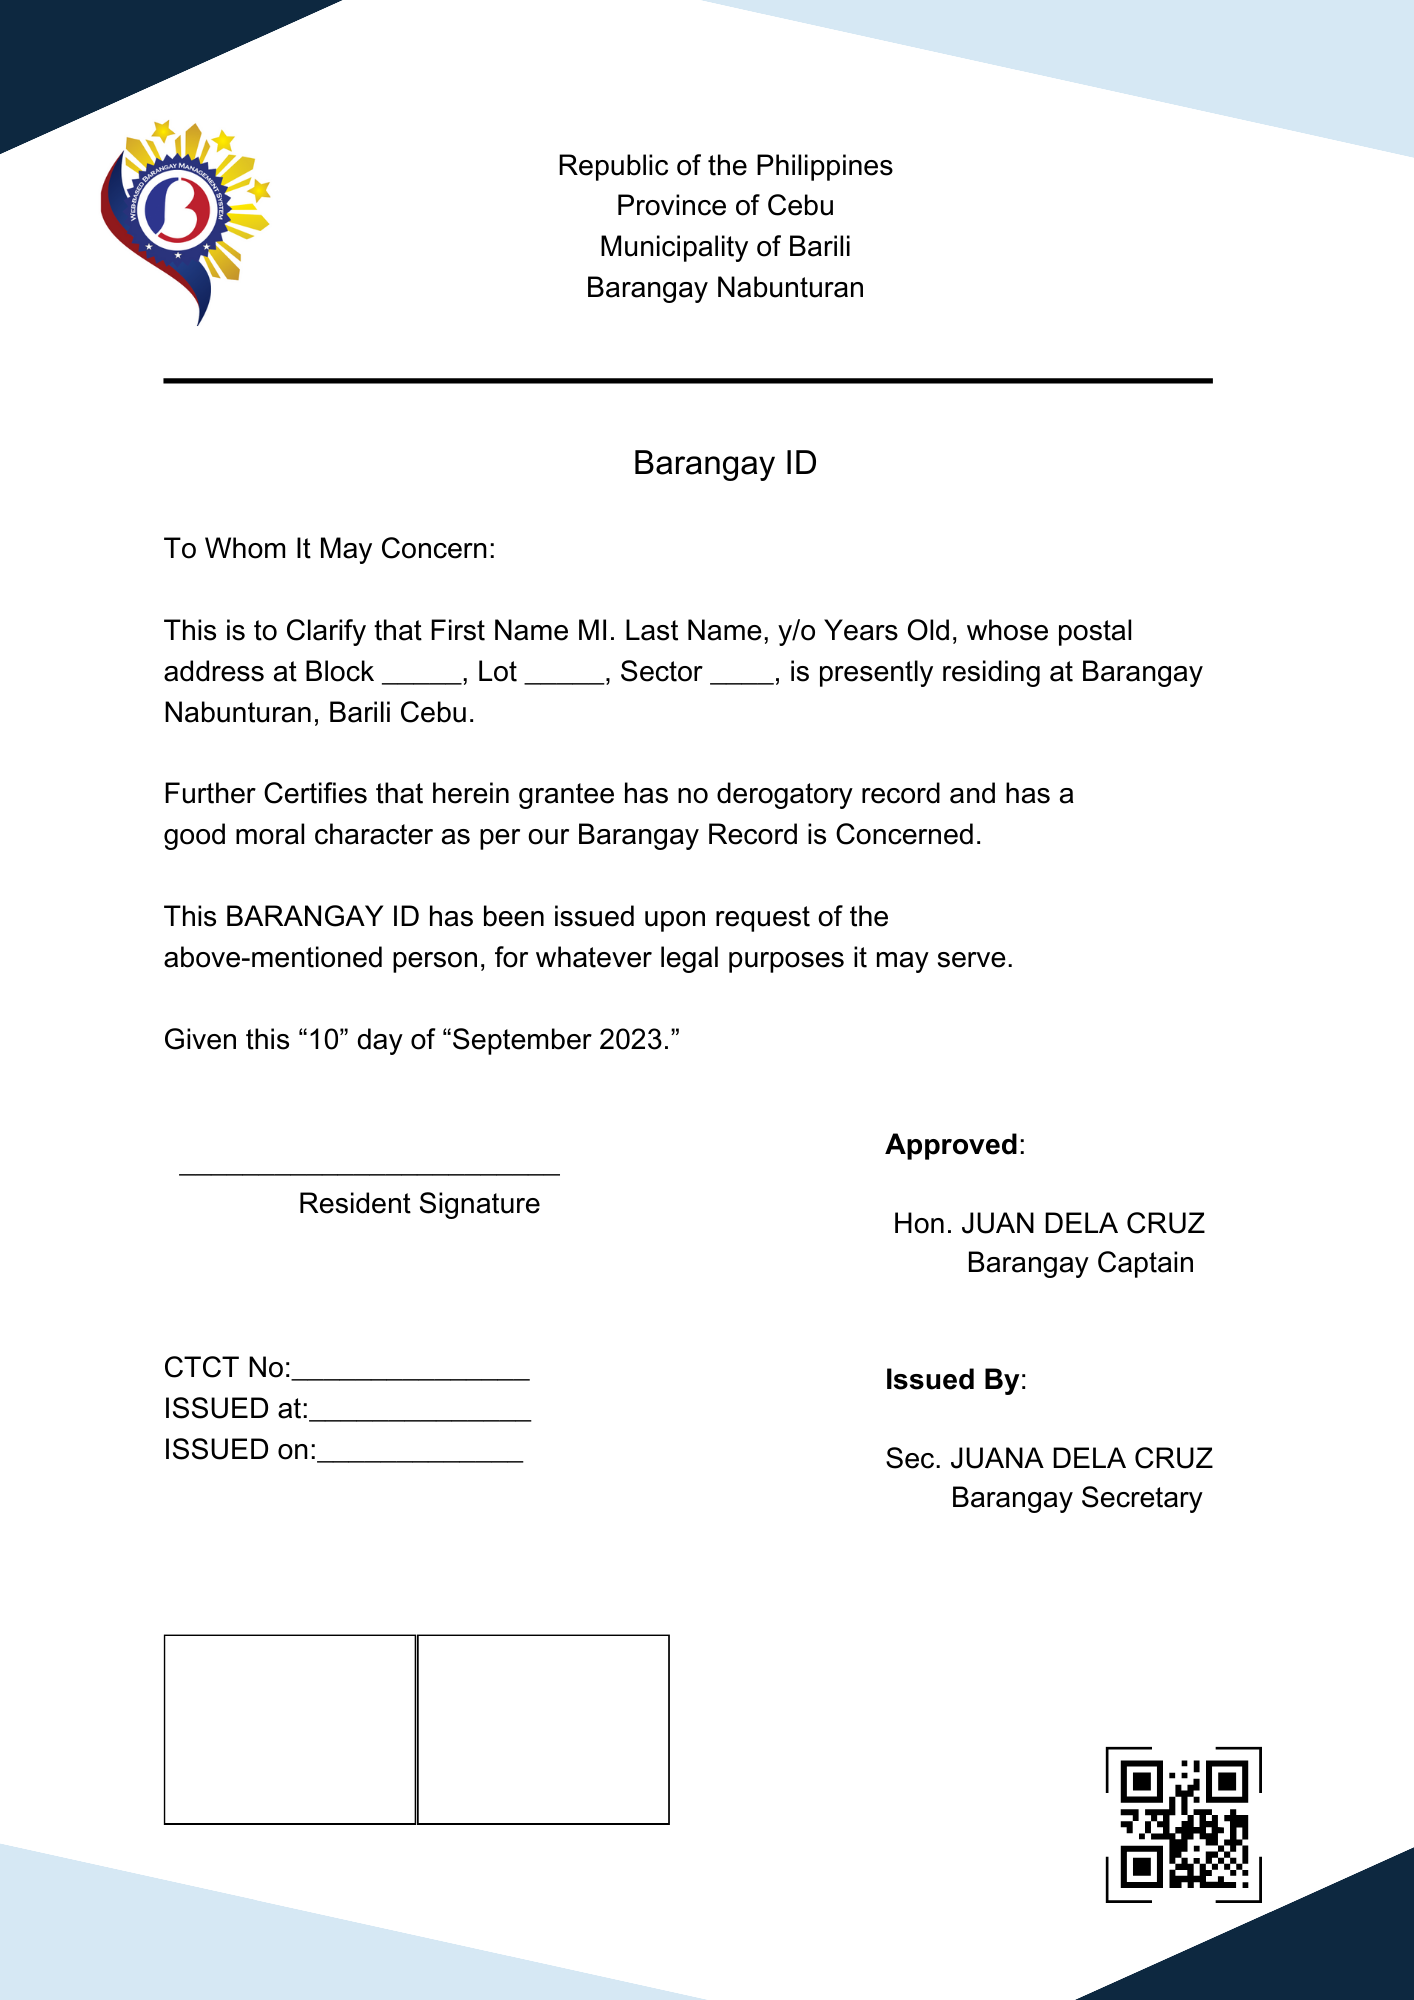 WEB-BASED BARANGAY MANAGEMENT SYSTEM
Republic of the Philippines
Province of Cebu
Municipality of Barili
Barangay Nabunturan
Barangay ID
To Whom It May Concern:
This is to Clarify that First Name MI. Last Name, y/o Years Old, whose postal
address at Block _____, Lot _____, Sector ____, is presently residing at Barangay
Nabunturan, Barili Cebu.
Further Certifies that herein grantee has no derogatory record and has a
good moral character as per our Barangay Record is Concerned.
This BARANGAY ID has been issued upon request of the
above-mentioned person, for whatever legal purposes it may serve.
Given this “10” day of “September 2023.”
________________________
Resident Signature
Approved:
Hon. JUAN DELA CRUZ
Barangay Captain
CTCT No:_______________
ISSUED at:______________
ISSUED on:_____________
Issued By:
Sec. JUANA DELA CRUZ
Barangay Secretary